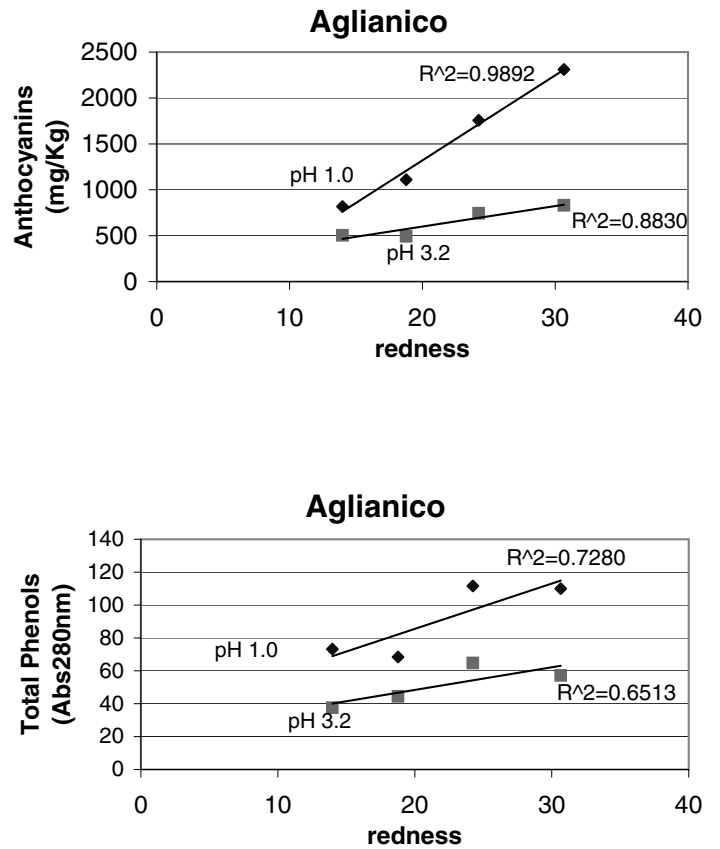 Aglianico
2500
2000
1500
1000
500
0
Anthocyanins
(mg/Kg)
R^2=0.9892
pH 1.0
R^2=0.8830
pH 3.2
0 10 20 30 40
redness
Aglianico
140
120
100
80
60
40
20
0
Total Phenols
(Abs280nm)
R^2=0.7280
pH 1.0
R^2=0.6513
pH 3.2
0 10 20 30 40
redness